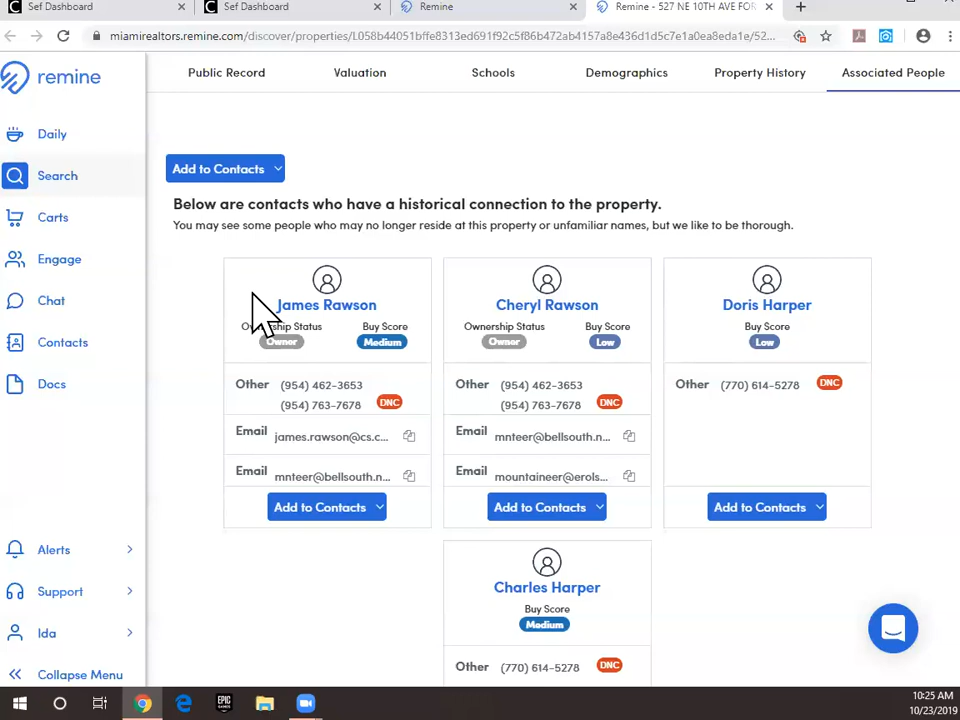 Sef Dashboard
Sef Dashboard
Remine
Remine - 527 NE 10TH AVE FOR
miamirealtors.remine.com/discover/properties/L058b44051bffe8313ed691f92c5f86b472ab4157a8e436d1d5c7e1a0ea8eda1e/52...
remine
Public Record
Valuation
Schools
Demographics
Property History
Associated People
Daily
Search
Carts
Engage
Chat
Contacts
Docs
Alerts
Support
Ida
Collapse Menu
Add to Contacts
Below are contacts who have a historical connection to the property.
You may see some people who may no longer reside at this property or unfamiliar names, but we like to be thorough.
James Rawson
Ownership Status Buy Score
Owner Medium
Other (954) 462-3653
(954) 763-7678 DNC
Email james.rawson@cs.c...
Email mnteer@bellsouth.n...
Add to Contacts
Cheryl Rawson
Ownership Status Buy Score
Owner Low
Other (954) 462-3653
(954) 763-7678 DNC
Email mnteer@bellsouth.n...
Email mountaineer@erols...
Add to Contacts
Doris Harper
Buy Score
Low
Other (770) 614-5278 DNC
Add to Contacts
Charles Harper
Buy Score
Medium
Other (770) 614-5278 DNC
EPIC
GAMES
10:25 AM
10/23/2019